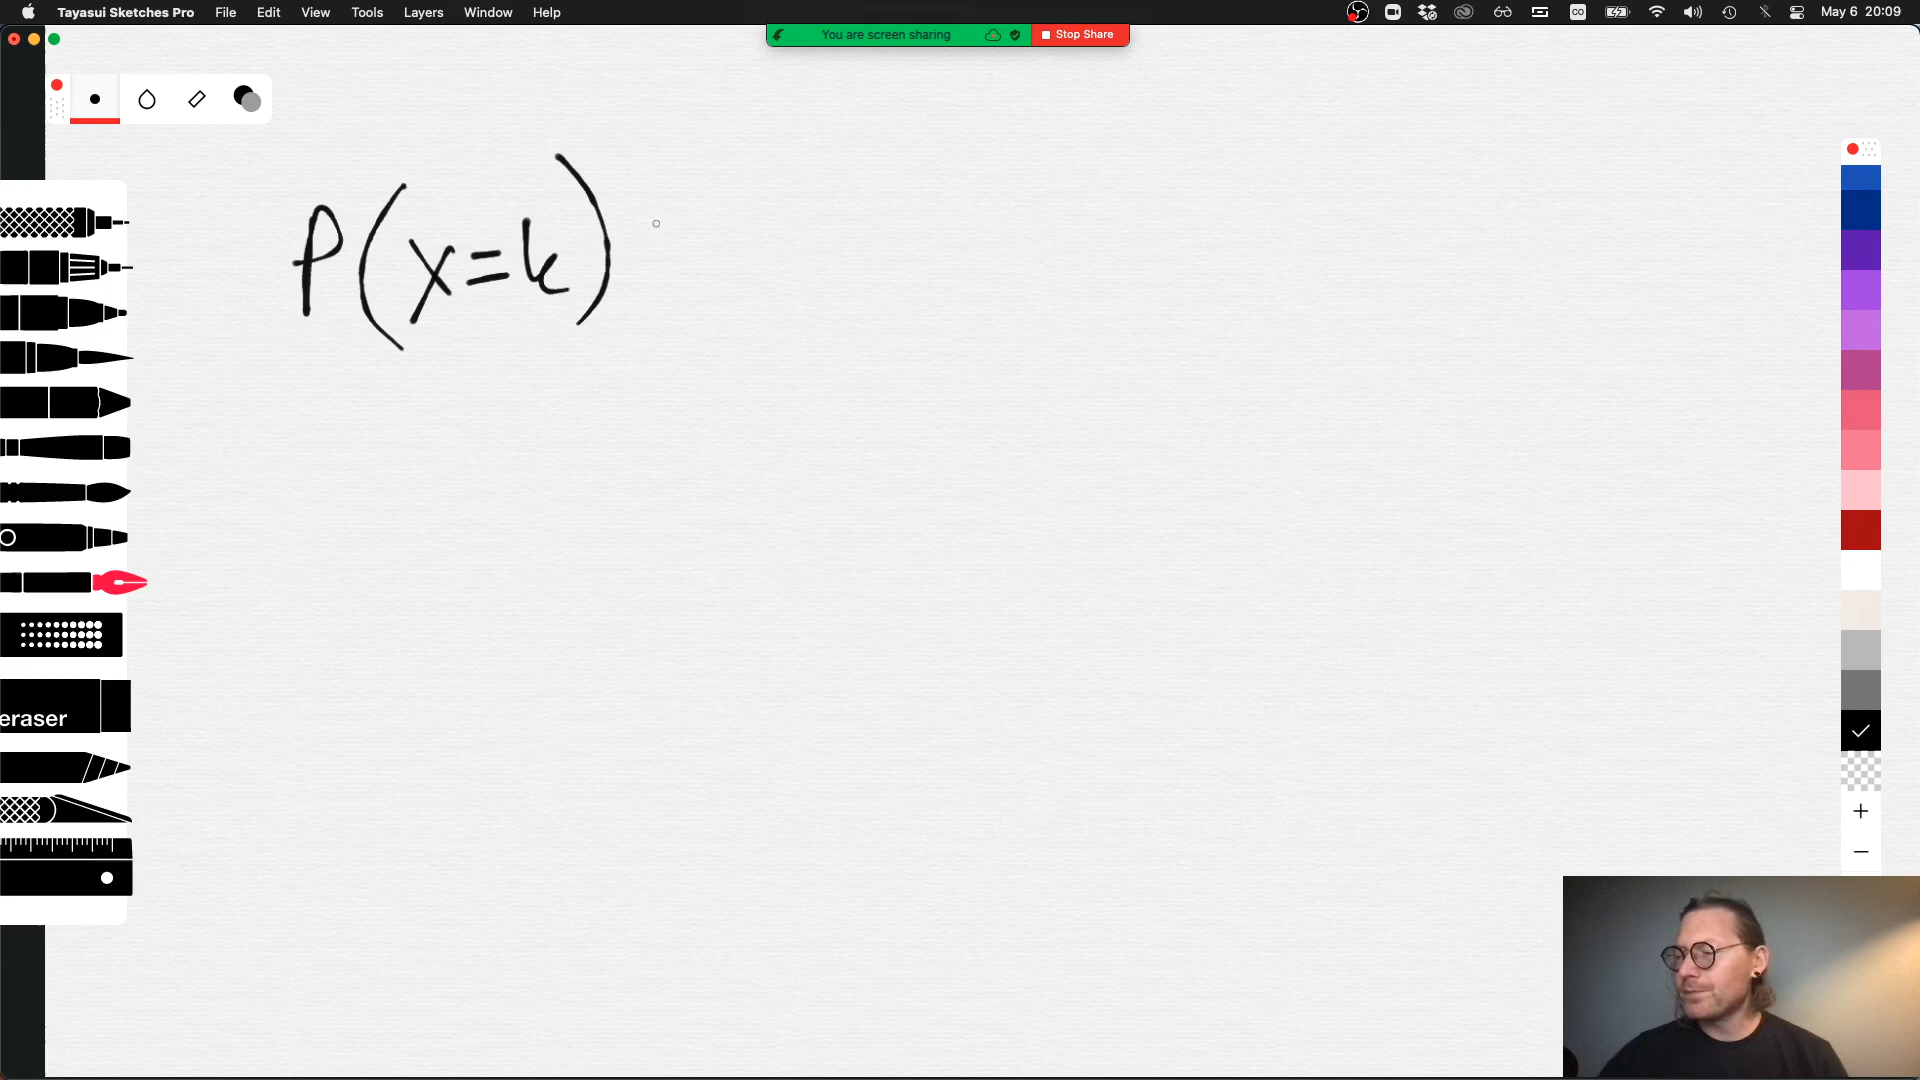 Tayasui Sketches Pro File Edit View Tools Layers Window Help May 6 20:09
You are screen sharing Stop Share
P(x=k)
eraser